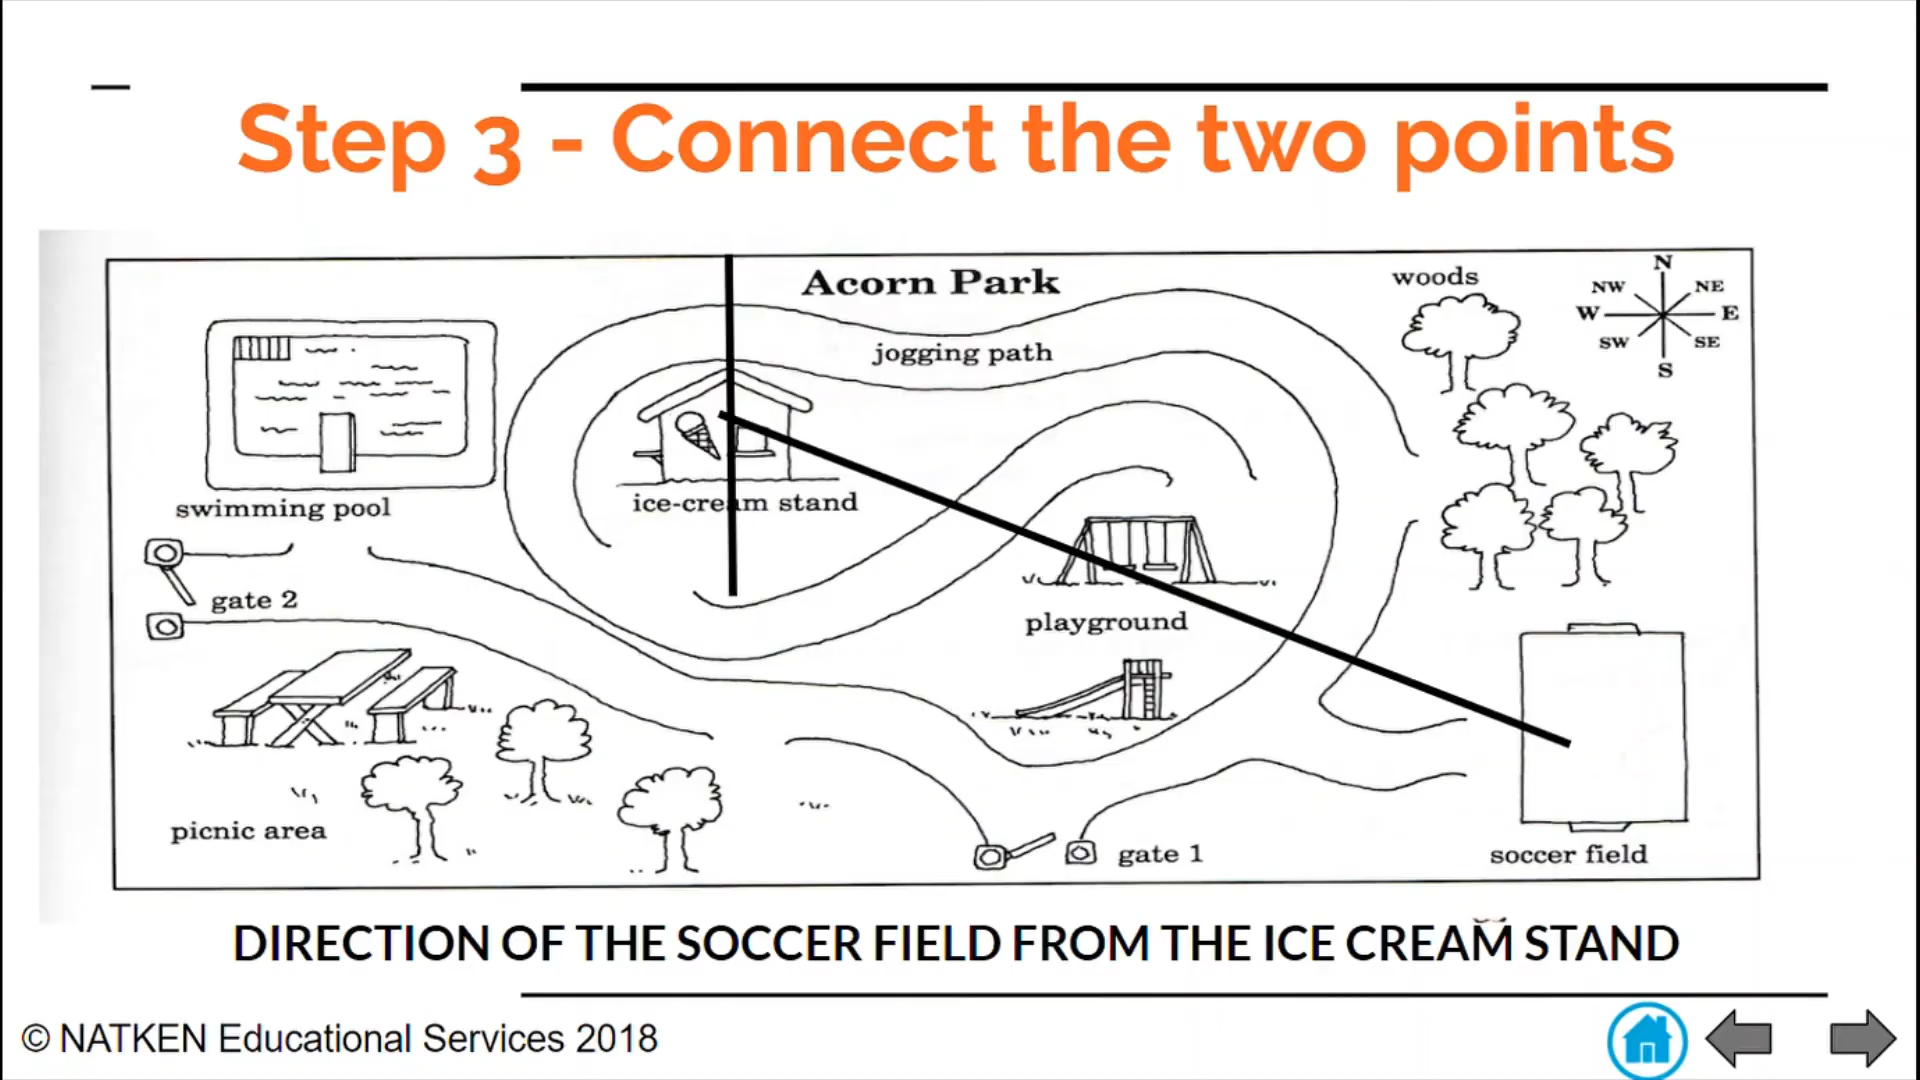 Step 3 - Connect the two points
Acorn Park
woods
N
NW NE
W E
SW SE
S
jogging path
swimming pool
ice-cream stand
gate 2
playground
picnic area
gate 1
soccer field
DIRECTION OF THE SOCCER FIELD FROM THE ICE CREAM STAND
© NATKEN Educational Services 2018